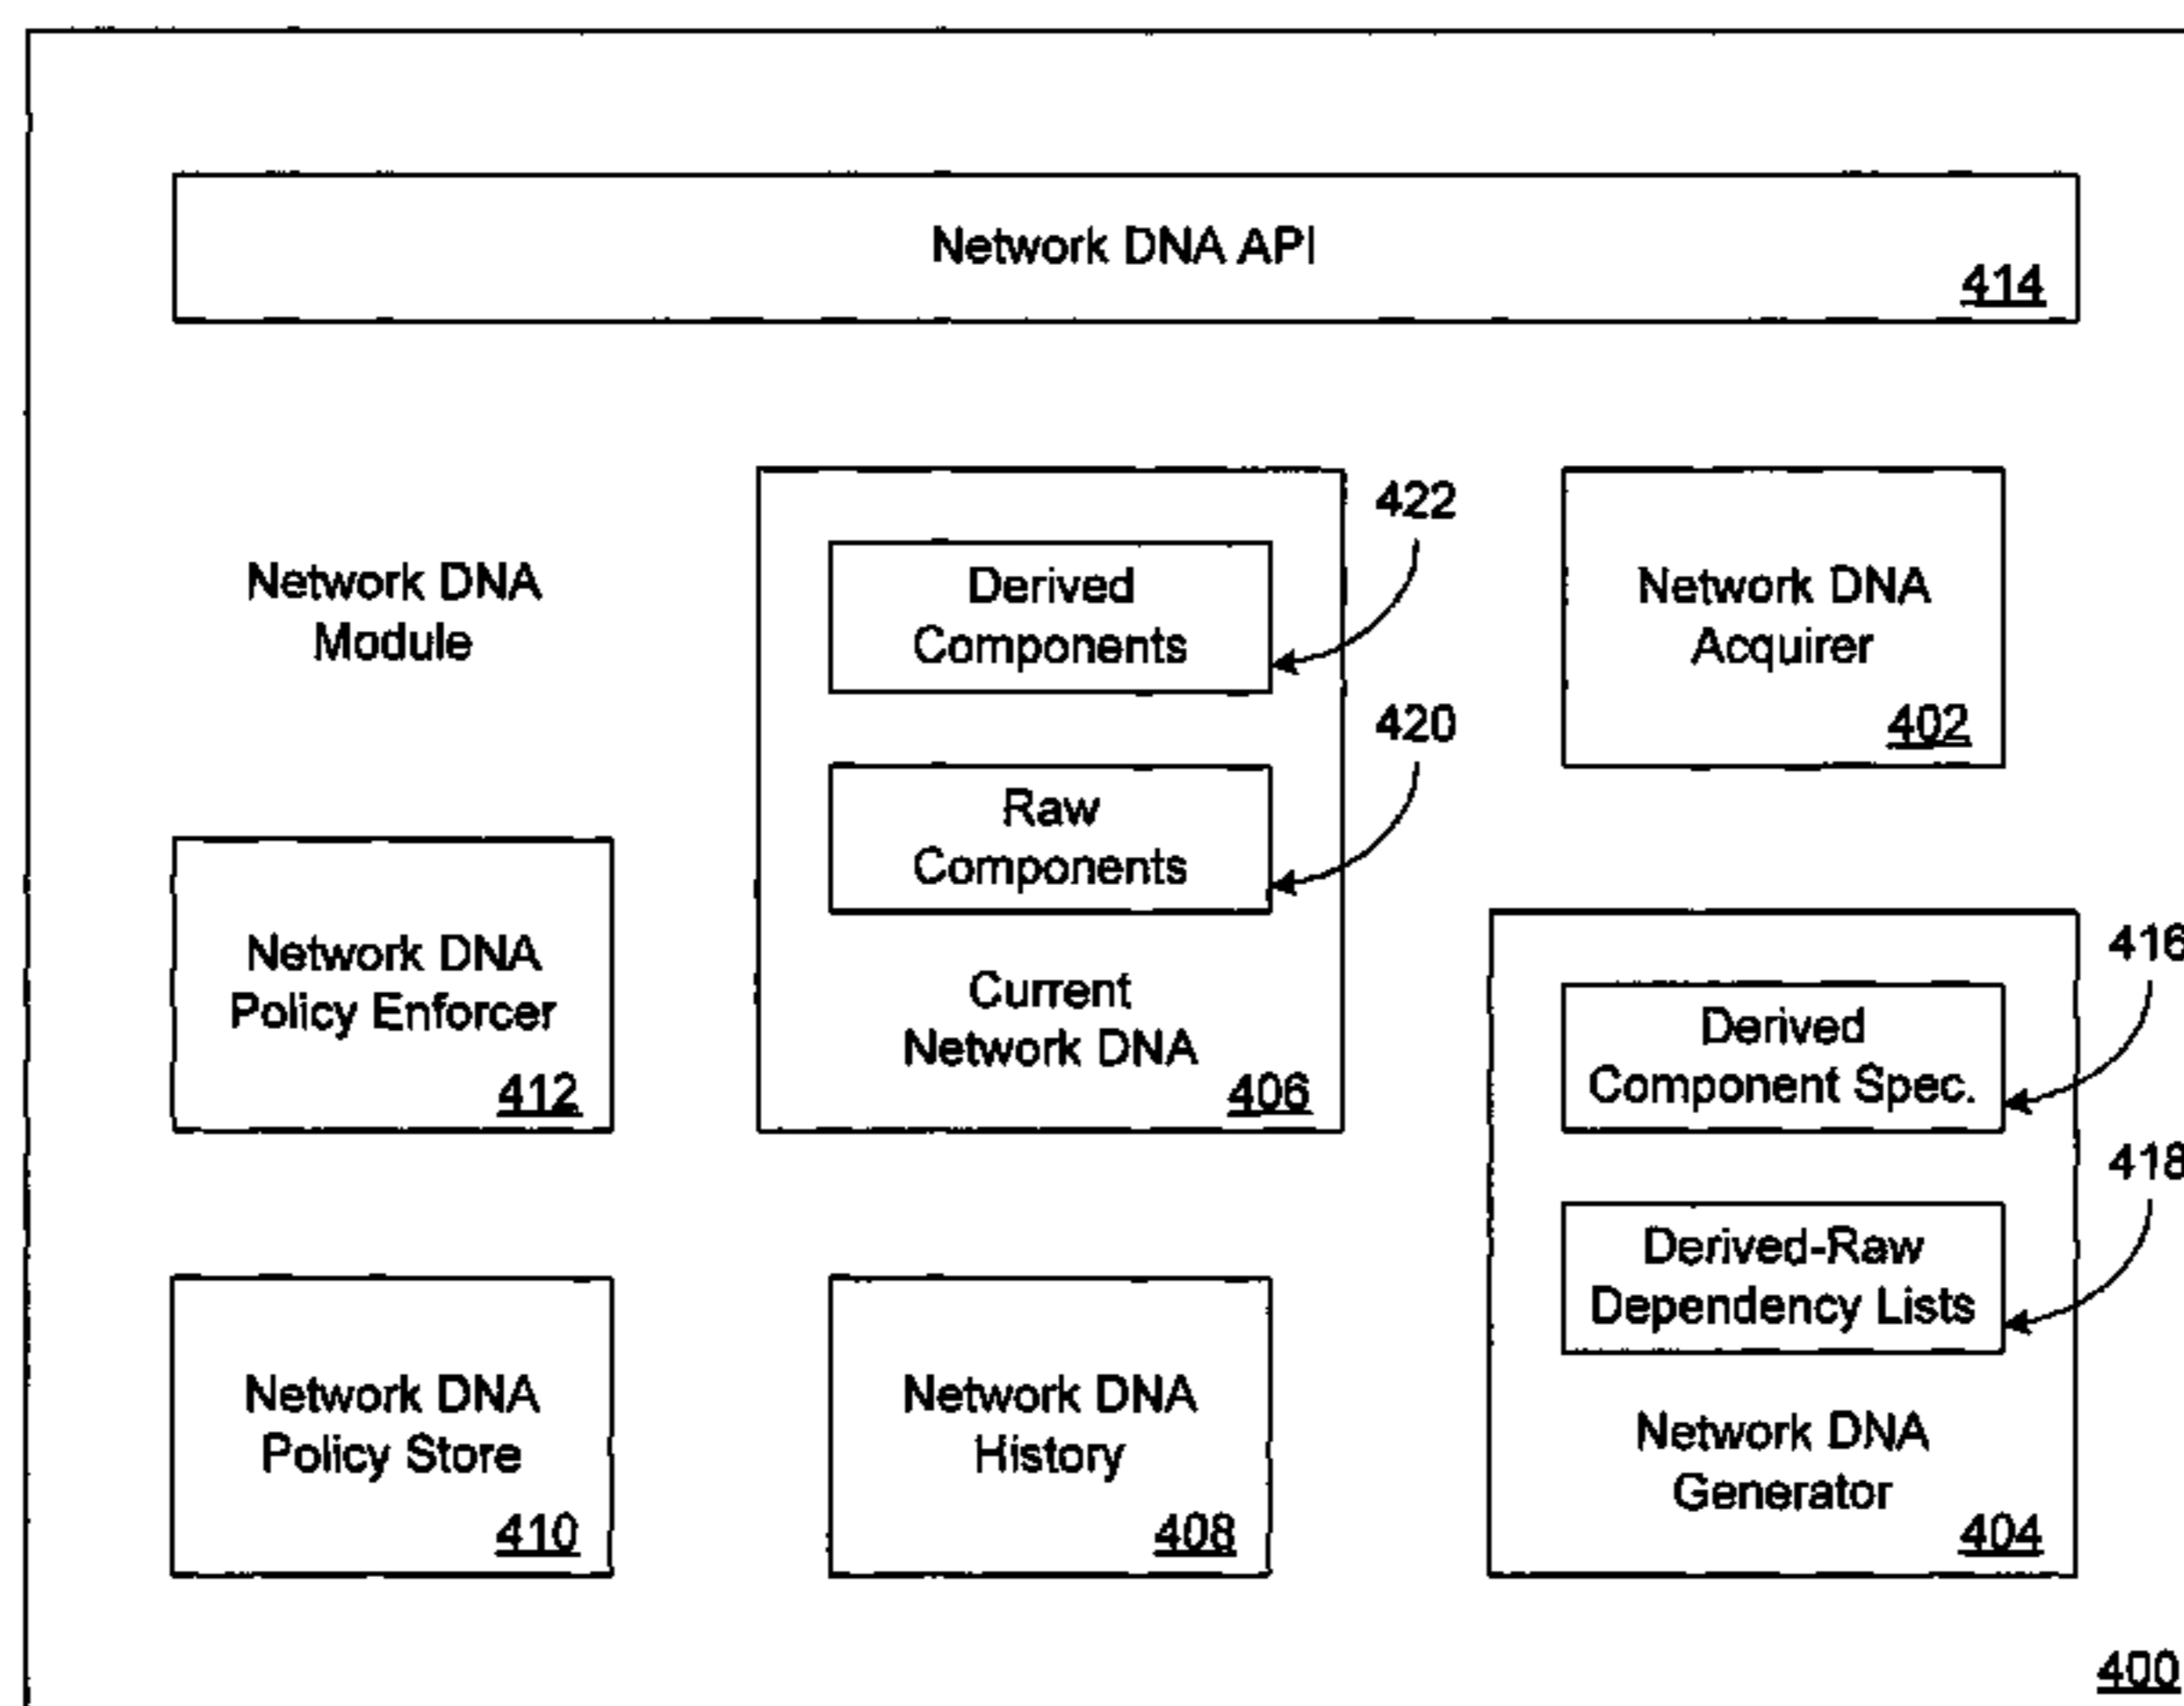 Network DNA API
414
Network DNA
Module
Derived
Components
422
Raw
Components
420
Current
Network DNA
406
Network DNA
Acquirer
402
Network DNA
Policy Enforcer
412
Derived
Component Spec.
416
Derived-Raw
Dependency Lists
418
Network DNA
Generator
404
Network DNA
Policy Store
410
Network DNA
History
408
400